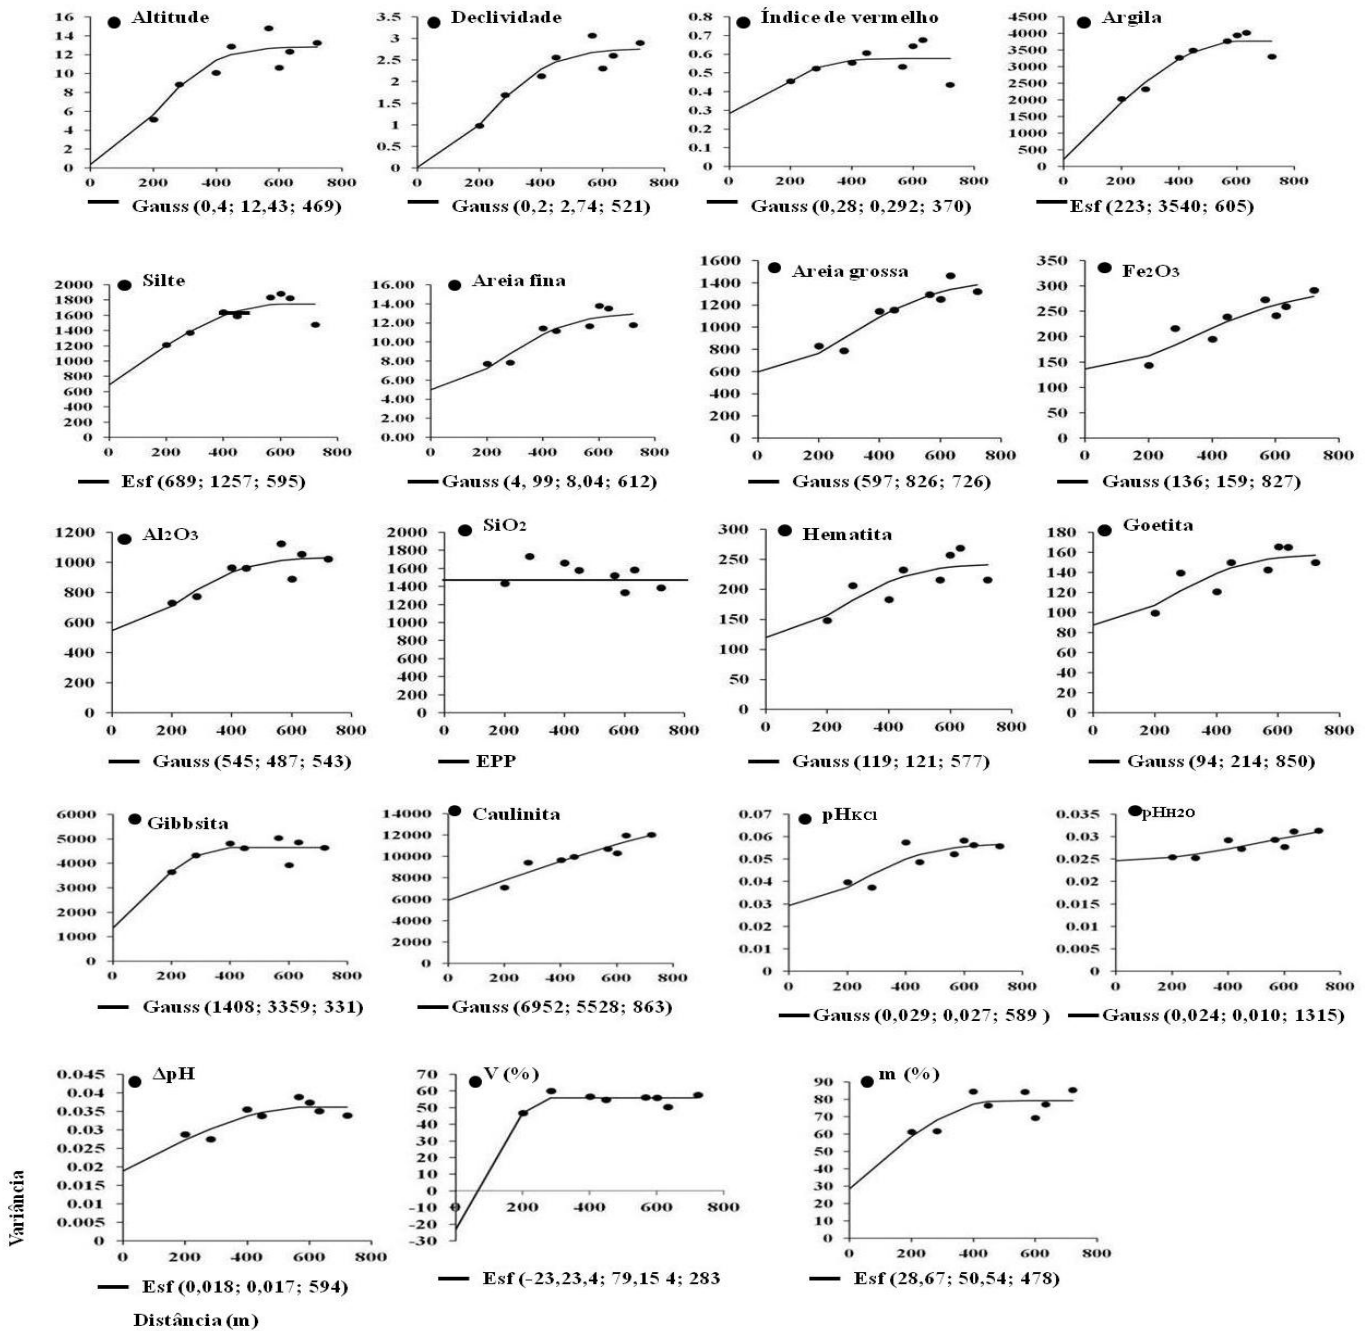 Altitude
16
14
12
10
8
6
4
2
0
0 200 400 600 800
Gauss (0,4; 12,43; 469)
Declividade
3.5
3
2.5
2
1.5
1
0.5
0
0 200 400 600 800
Gauss (0,2; 2,74; 521)
Índice de vermelho
0.8
0.7
0.6
0.5
0.4
0.3
0.2
0.1
0
0 200 400 600 800
Gauss (0,28; 0,292; 370)
Argila
4500
4000
3500
3000
2500
2000
1500
1000
500
0
0 200 400 600 800
Esf (223; 3540; 605)
Silte
2000
1800
1600
1400
1200
1000
800
600
400
200
0
0 200 400 600 800
Esf (689; 1257; 595)
Areia fina
16.00
14.00
12.00
10.00
8.00
6.00
4.00
2.00
0.00
0 200 400 600 800
Gauss (4, 99; 8,04; 612)
Areia grossa
1600
1400
1200
1000
800
600
400
200
0
0 200 400 600 800
Gauss (597; 826; 726)
Fe2O3
350
300
250
200
150
100
50
0
0 200 400 600 800
Gauss (136; 159; 827)
Al2O3
1200
1000
800
600
400
200
0
0 200 400 600 800
Gauss (545; 487; 543)
SiO2
2000
1800
1600
1400
1200
1000
800
600
400
200
0
0 200 400 600 800
EPP
Hematita
300
250
200
150
100
50
0
0 200 400 600 800
Gauss (119; 121; 577)
Goetita
180
160
140
120
100
80
60
40
20
0
0 200 400 600 800
Gauss (94; 214; 850)
Gibbsita
6000
5000
4000
3000
2000
1000
0
0 200 400 600 800
Gauss (1408; 3359; 331)
Caulinita
14000
12000
10000
8000
6000
4000
2000
0
0 200 400 600 800
Gauss (6952; 5528; 863)
pHKCl
0.07
0.06
0.05
0.04
0.03
0.02
0.01
0
0 200 400 600 800
Gauss (0,029; 0,027; 589 )
pHH2O
0.035
0.03
0.025
0.02
0.015
0.01
0.005
0
0 200 400 600 800
Gauss (0,024; 0,010; 1315)
ΔpH
0.045
0.04
0.035
0.03
0.025
0.02
0.015
0.01
0.005
0
0 200 400 600 800
Esf (0,018; 0,017; 594)
V (%)
70
60
50
40
30
20
10
0
-10
-20
-30
0 200 400 600 800
Esf (-23,23,4; 79,15 4; 283
m (%)
90
80
70
60
50
40
30
20
10
0
0 200 400 600 800
Esf (28,67; 50,54; 478)
Variância
Distância (m)